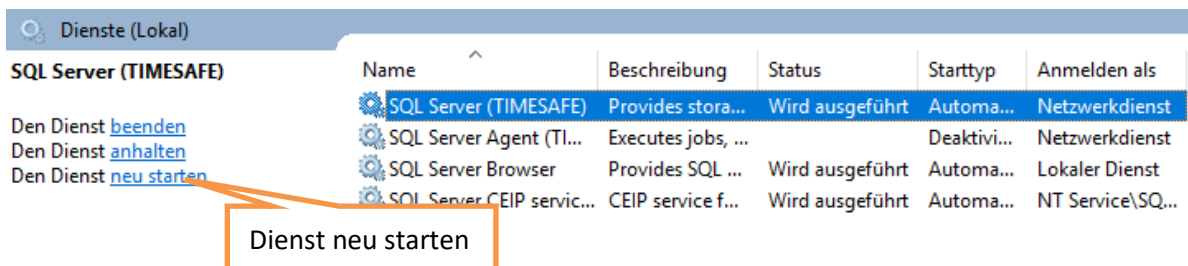 Dienste (Lokal)
SQL Server (TIMESAFE)
Den Dienst beenden
Den Dienst anhalten
Den Dienst neu starten
Name Beschreibung Status Starttyp Anmelden als
SQL Server (TIMESAFE) Provides stora... Wird ausgeführt Automa... Netzwerkdienst
SQL Server Agent (TI... Executes jobs, ... Deaktivi... Netzwerkdienst
SQL Server Browser Provides SQL ... Wird ausgeführt Automa... Lokaler Dienst
SQL Server CEIP servic... CEIP service f... Wird ausgeführt Automa... NT Service\SQ...
Dienst neu starten